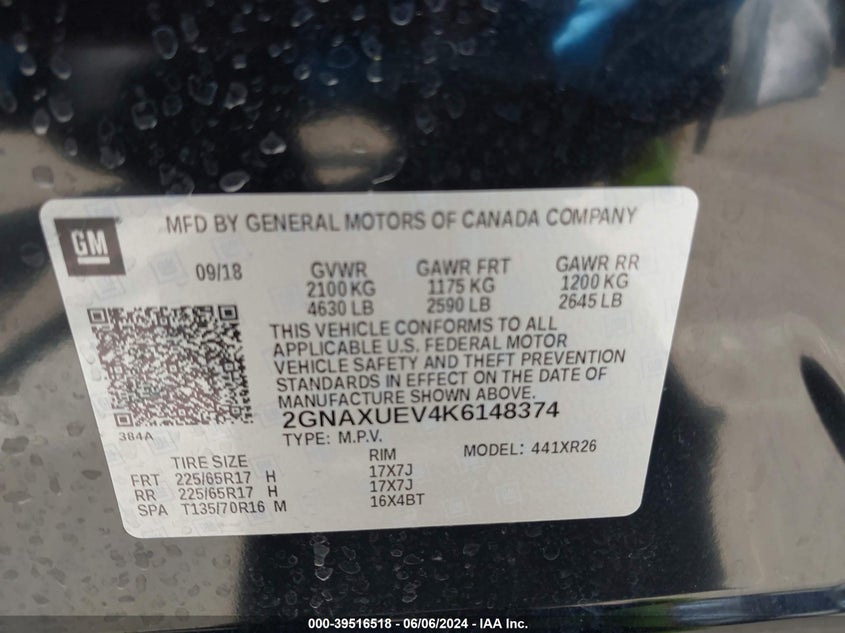 GM
MFD BY GENERAL MOTORS OF CANADA COMPANY
09/18 GVWR GAWR FRT GAWR RR
2100 KG 1175 KG 1200 KG
4630 LB 2590 LB 2645 LB
THIS VEHICLE CONFORMS TO ALL
APPLICABLE U.S. FEDERAL MOTOR
VEHICLE SAFETY AND THEFT PREVENTION
STANDARDS IN EFFECT ON THE DATE OF
MANUFACTURE SHOWN ABOVE.
2GNAXUEV4K6148374
384A
TYPE: M.P.V. MODEL: 441XR26
TIRE SIZE RIM
FRT 225/65R17 H 17X7J
RR 225/65R17 H 17X7J
SPA T135/70R16 M 16X4BT
000-39516518 - 06/06/2024 - IAA Inc.